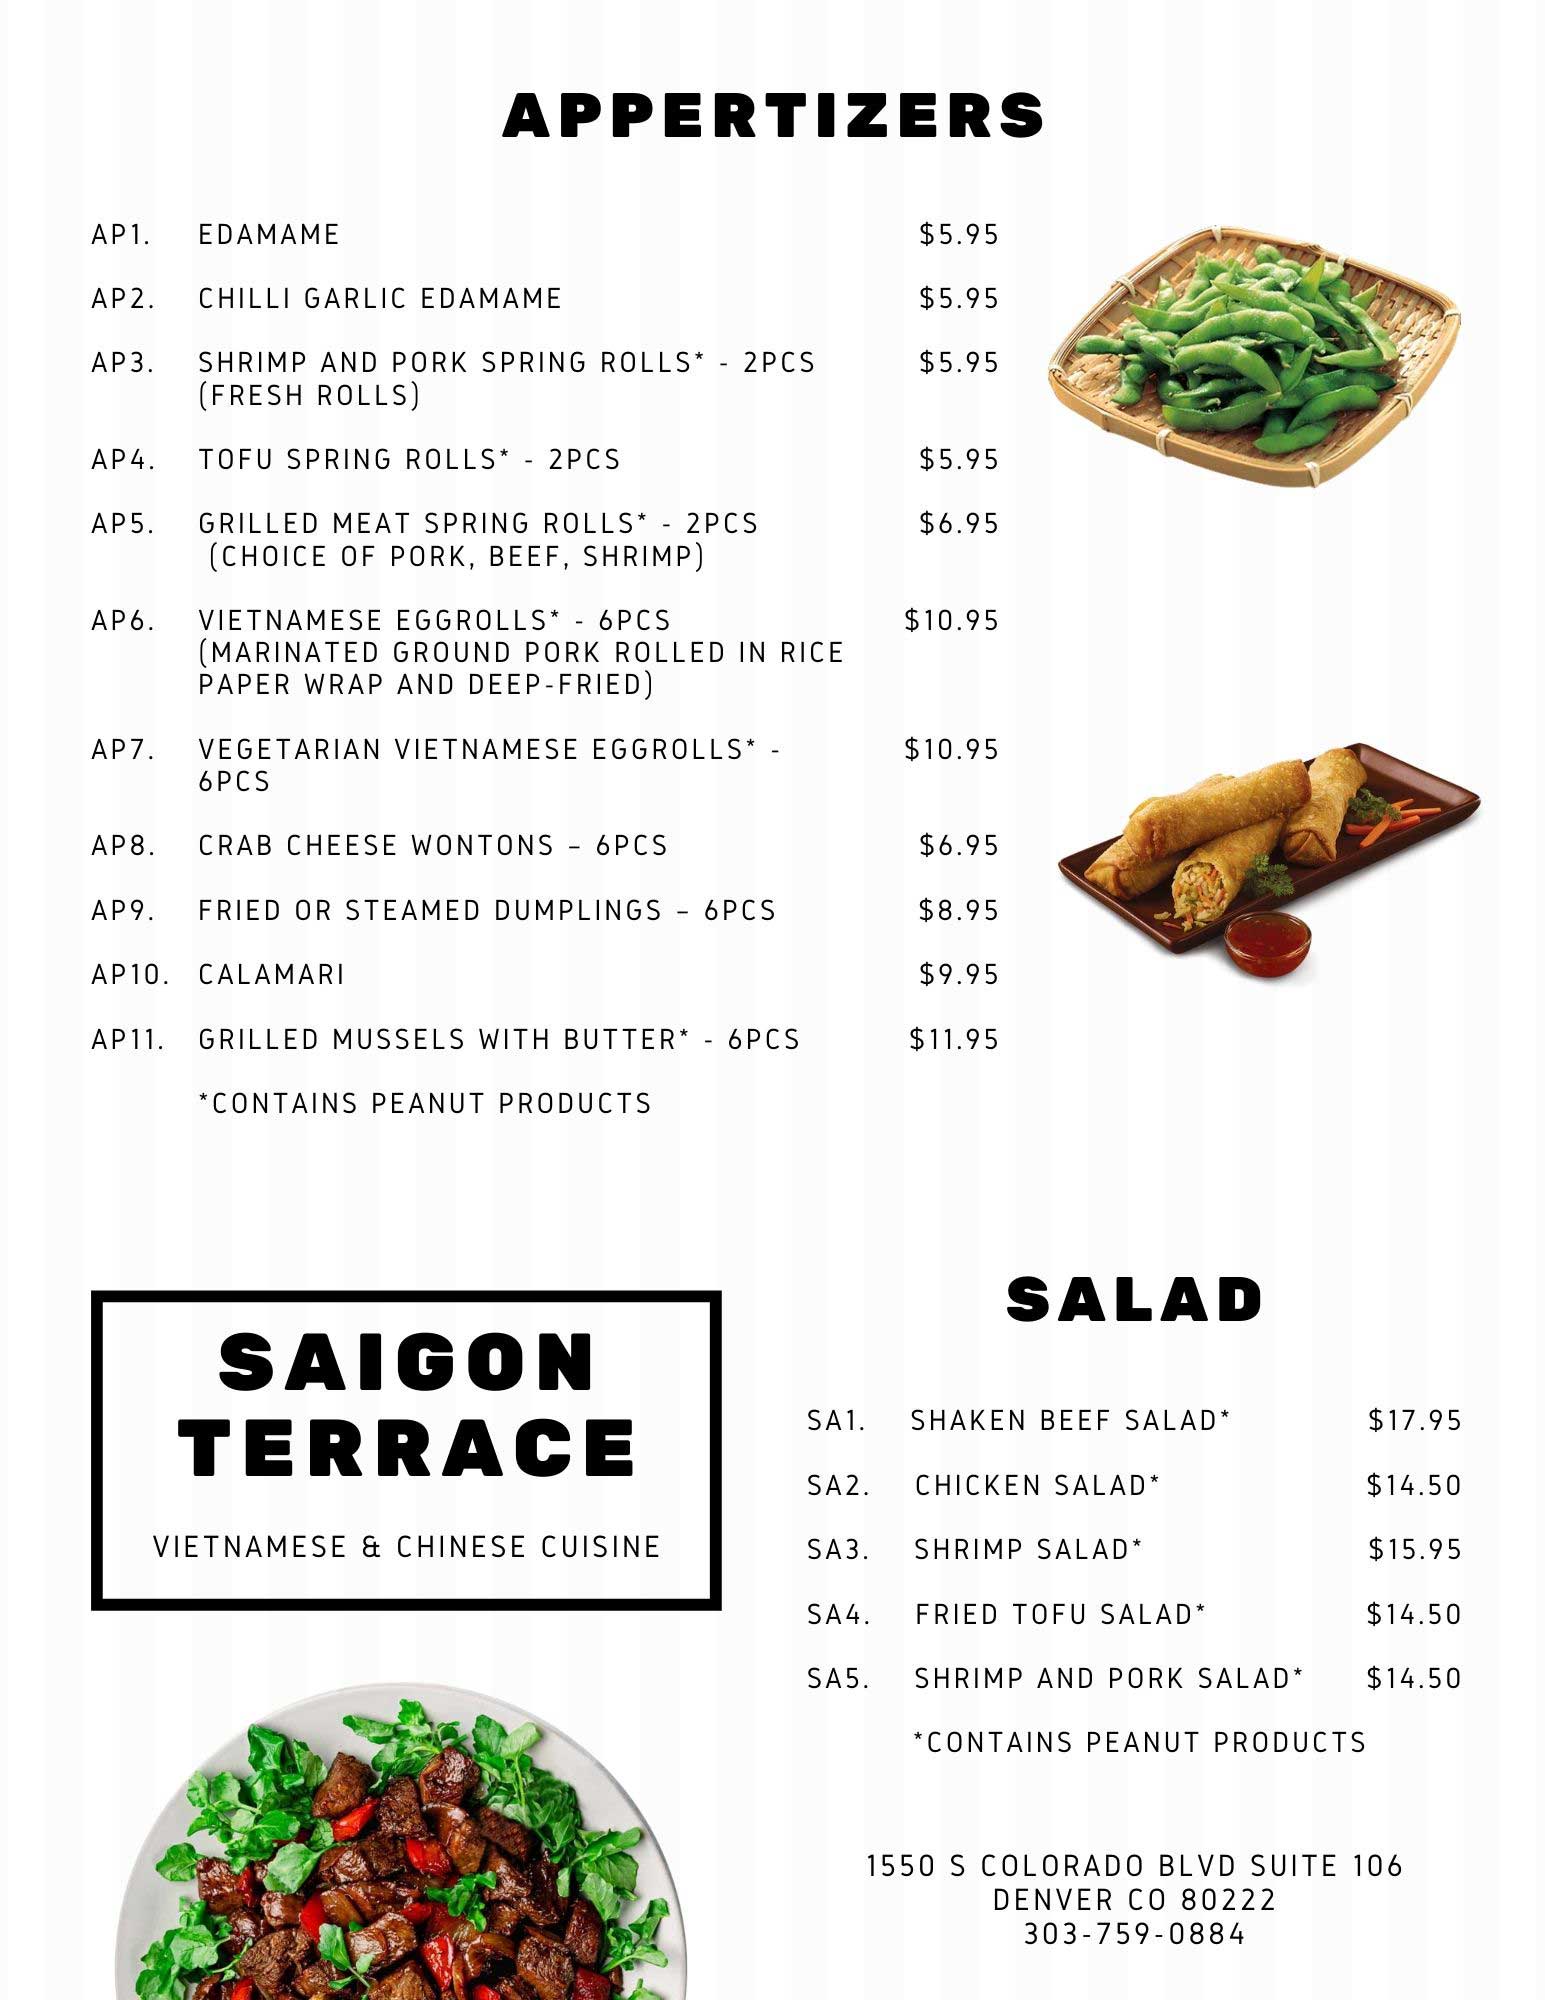 APPERTIZERS
AP1. EDAMAME $5.95
AP2. CHILLI GARLIC EDAMAME $5.95
AP3. SHRIMP AND PORK SPRING ROLLS* - 2PCS $5.95
(FRESH ROLLS)
AP4. TOFU SPRING ROLLS* - 2PCS $5.95
AP5. GRILLED MEAT SPRING ROLLS* - 2PCS $6.95
(CHOICE OF PORK, BEEF, SHRIMP)
AP6. VIETNAMESE EGGROLLS* - 6PCS $10.95
(MARINATED GROUND PORK ROLLED IN RICE
PAPER WRAP AND DEEP-FRIED)
AP7. VEGETARIAN VIETNAMESE EGGROLLS* - $10.95
6PCS
AP8. CRAB CHEESE WONTONS – 6PCS $6.95
AP9. FRIED OR STEAMED DUMPLINGS – 6PCS $8.95
AP10. CALAMARI $9.95
AP11. GRILLED MUSSELS WITH BUTTER* - 6PCS $11.95
*CONTAINS PEANUT PRODUCTS
SAIGON
TERRACE
VIETNAMESE & CHINESE CUISINE
SALAD
SA1. SHAKEN BEEF SALAD* $17.95
SA2. CHICKEN SALAD* $14.50
SA3. SHRIMP SALAD* $15.95
SA4. FRIED TOFU SALAD* $14.50
SA5. SHRIMP AND PORK SALAD* $14.50
*CONTAINS PEANUT PRODUCTS
1550 S COLORADO BLVD SUITE 106
DENVER CO 80222
303-759-0884